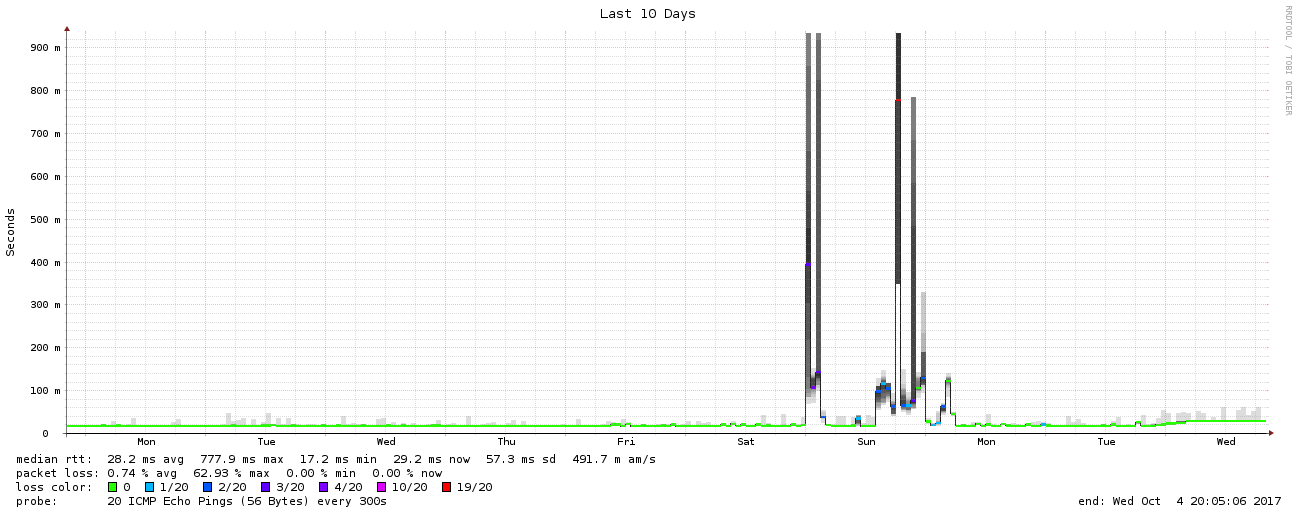 Last 10 Days
RRDTOOL / TOBI OETIKER
Seconds
900 m
800 m
700 m
600 m
500 m
400 m
300 m
200 m
100 m
0
Mon Tue Wed Thu Fri Sat Sun Mon Tue Wed
median rtt: 28.2 ms avg 777.9 ms max 17.2 ms min 29.2 ms now 57.3 ms sd 491.7 m am/s
packet loss: 0.74 % avg 62.93 % max 0.00 % min 0.00 % now
loss color: 0 1/20 2/20 3/20 4/20 10/20 19/20
probe: 20 ICMP Echo Pings (56 Bytes) every 300s end: Wed Oct 4 20:05:06 2017